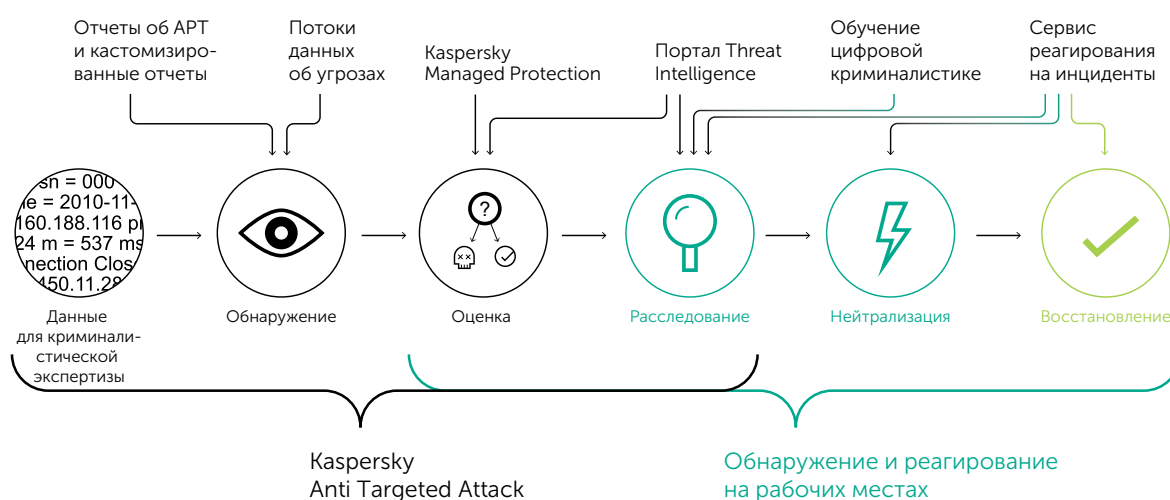 Отчеты об APT
и кастомизиро-
ванные отчеты
Потоки
данных
об угрозах
Kaspersky
Managed Protection
Портал Threat
Intelligence
Обучение
цифровой
криминалистике
Сервис
реагирования
на инциденты
sn = 000
= 2010-11-
160.188.116
24 m = 537 ms
nection Clos
450.11.28
?
Данные
для криминали-
стической
экспертизы
Обнаружение
Оценка
Расследование
Нейтрализация
Восстановление
Kaspersky
Anti Targeted Attack
Обнаружение и реагирование
на рабочих местах